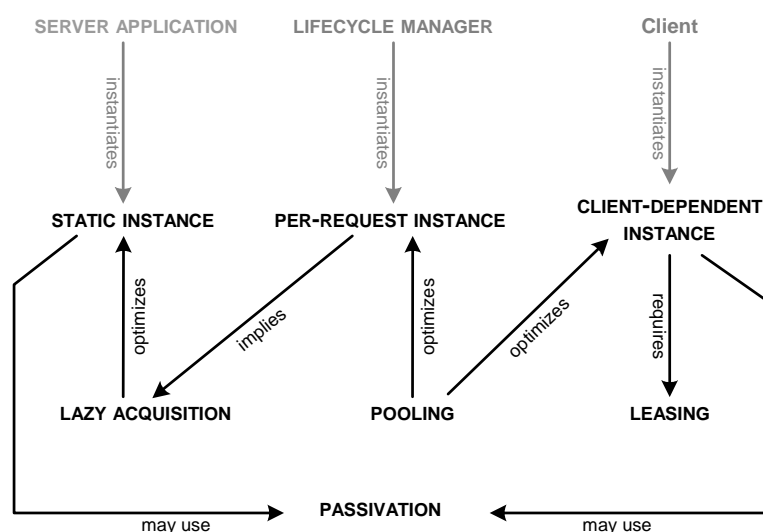 SERVER APPLICATION
LIFECYCLE MANAGER
Client
instantiates
instantiates
instantiates
STATIC INSTANCE
PER-REQUEST INSTANCE
CLIENT-DEPENDENT
INSTANCE
optimizes
implies
optimizes
optimizes
requires
LAZY ACQUISITION
POOLING
LEASING
PASSIVATION
may use
may use